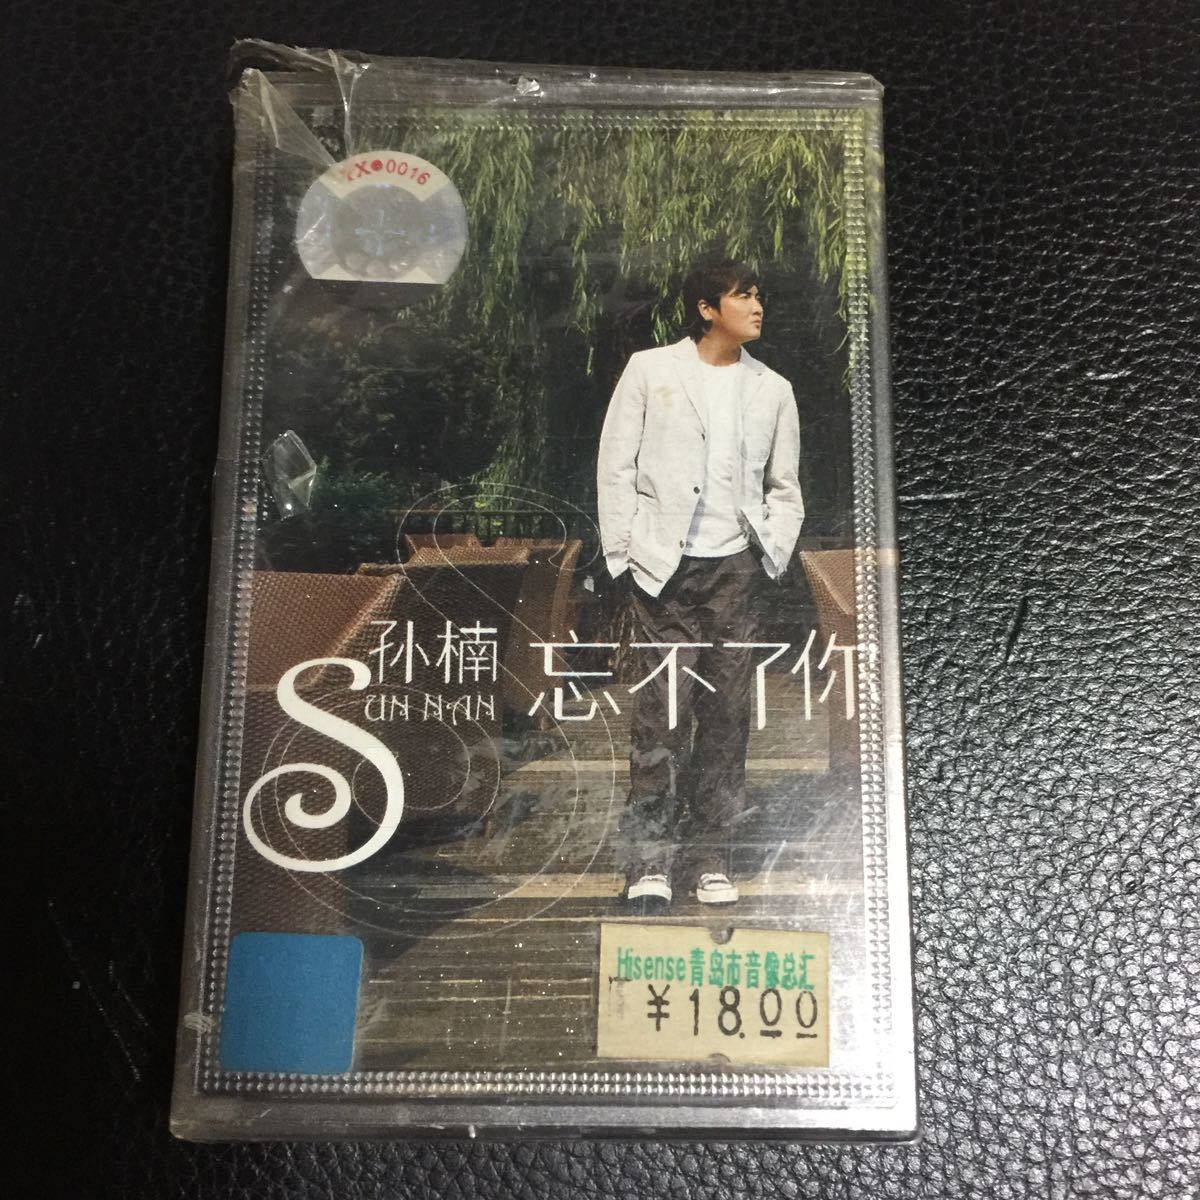 YX●0016
孙楠 忘不了你
SUN NAN
Hisense青岛市音像总汇
¥18.00